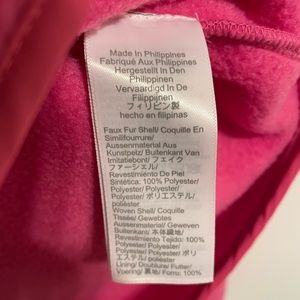 Made In Philippines
Fabriqué Aux Philippines
Hergestellt In Den
Philippinen
Vervaardigd In De
Filippijnen
フィリピン製
hecho en filipinas
Faux Fur Shell/ Coquille En
Similifourrure/
Aussenmaterial Aus
Kunstpelz/ Buitenkant Van
Imitatiebont/ フェイク
ファーシェル/
Revestimiento De Piel
Sintética: 100% Polyester/
Polyester/ Polyester/
Polyester/ ポリエステル/
poliéster
Woven Shell/ Coquille
Tissée/ Gewebtes
Aussenmaterial/ Geweven
Buitenkant/ 本体織地/
Revestimiento Tejido: 100%
Polyester/ Polyester/
Polyester/ Polyester/ ポリエ
ステル/ poliéster
Lining/ Doublure/ Futter/
Voering/ 裏地/ Forro: 100%